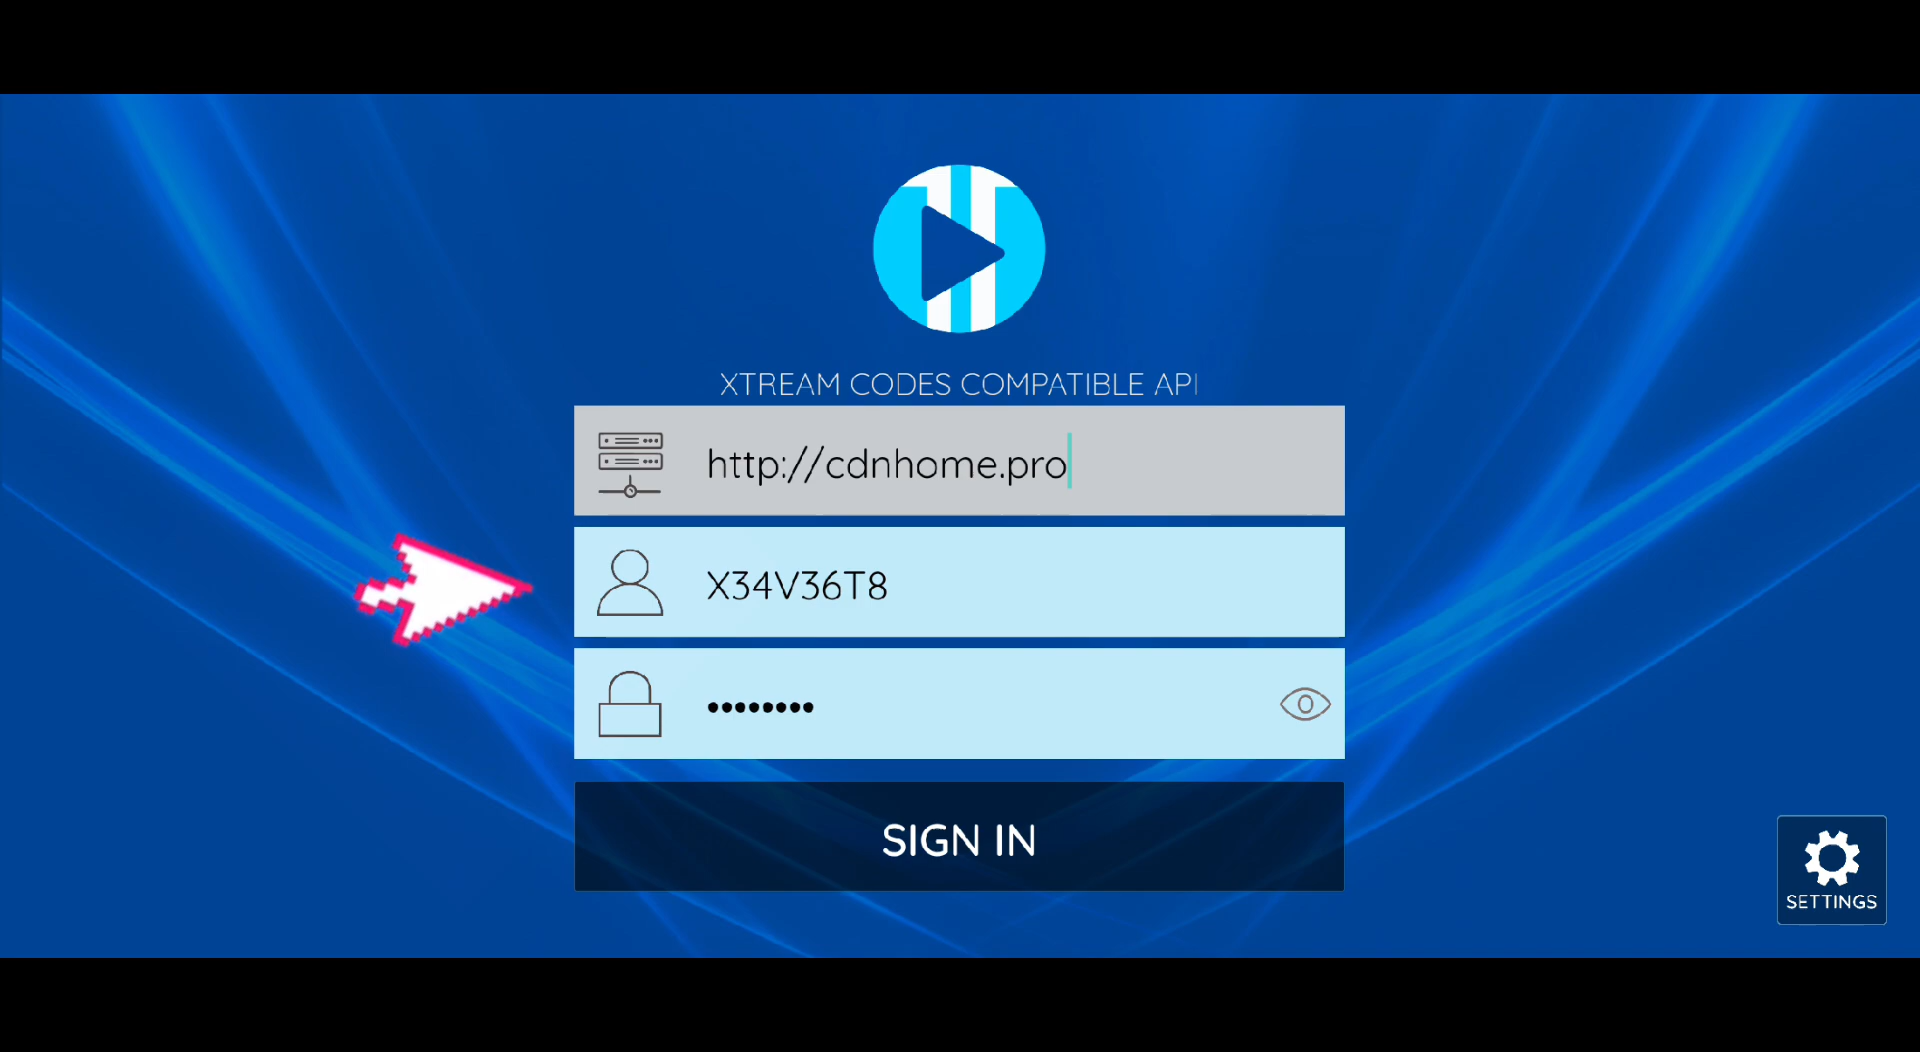 XTREAM CODES COMPATIBLE API
http://cdnhome.pro
X34V36T8
••••••••
SIGN IN
SETTINGS